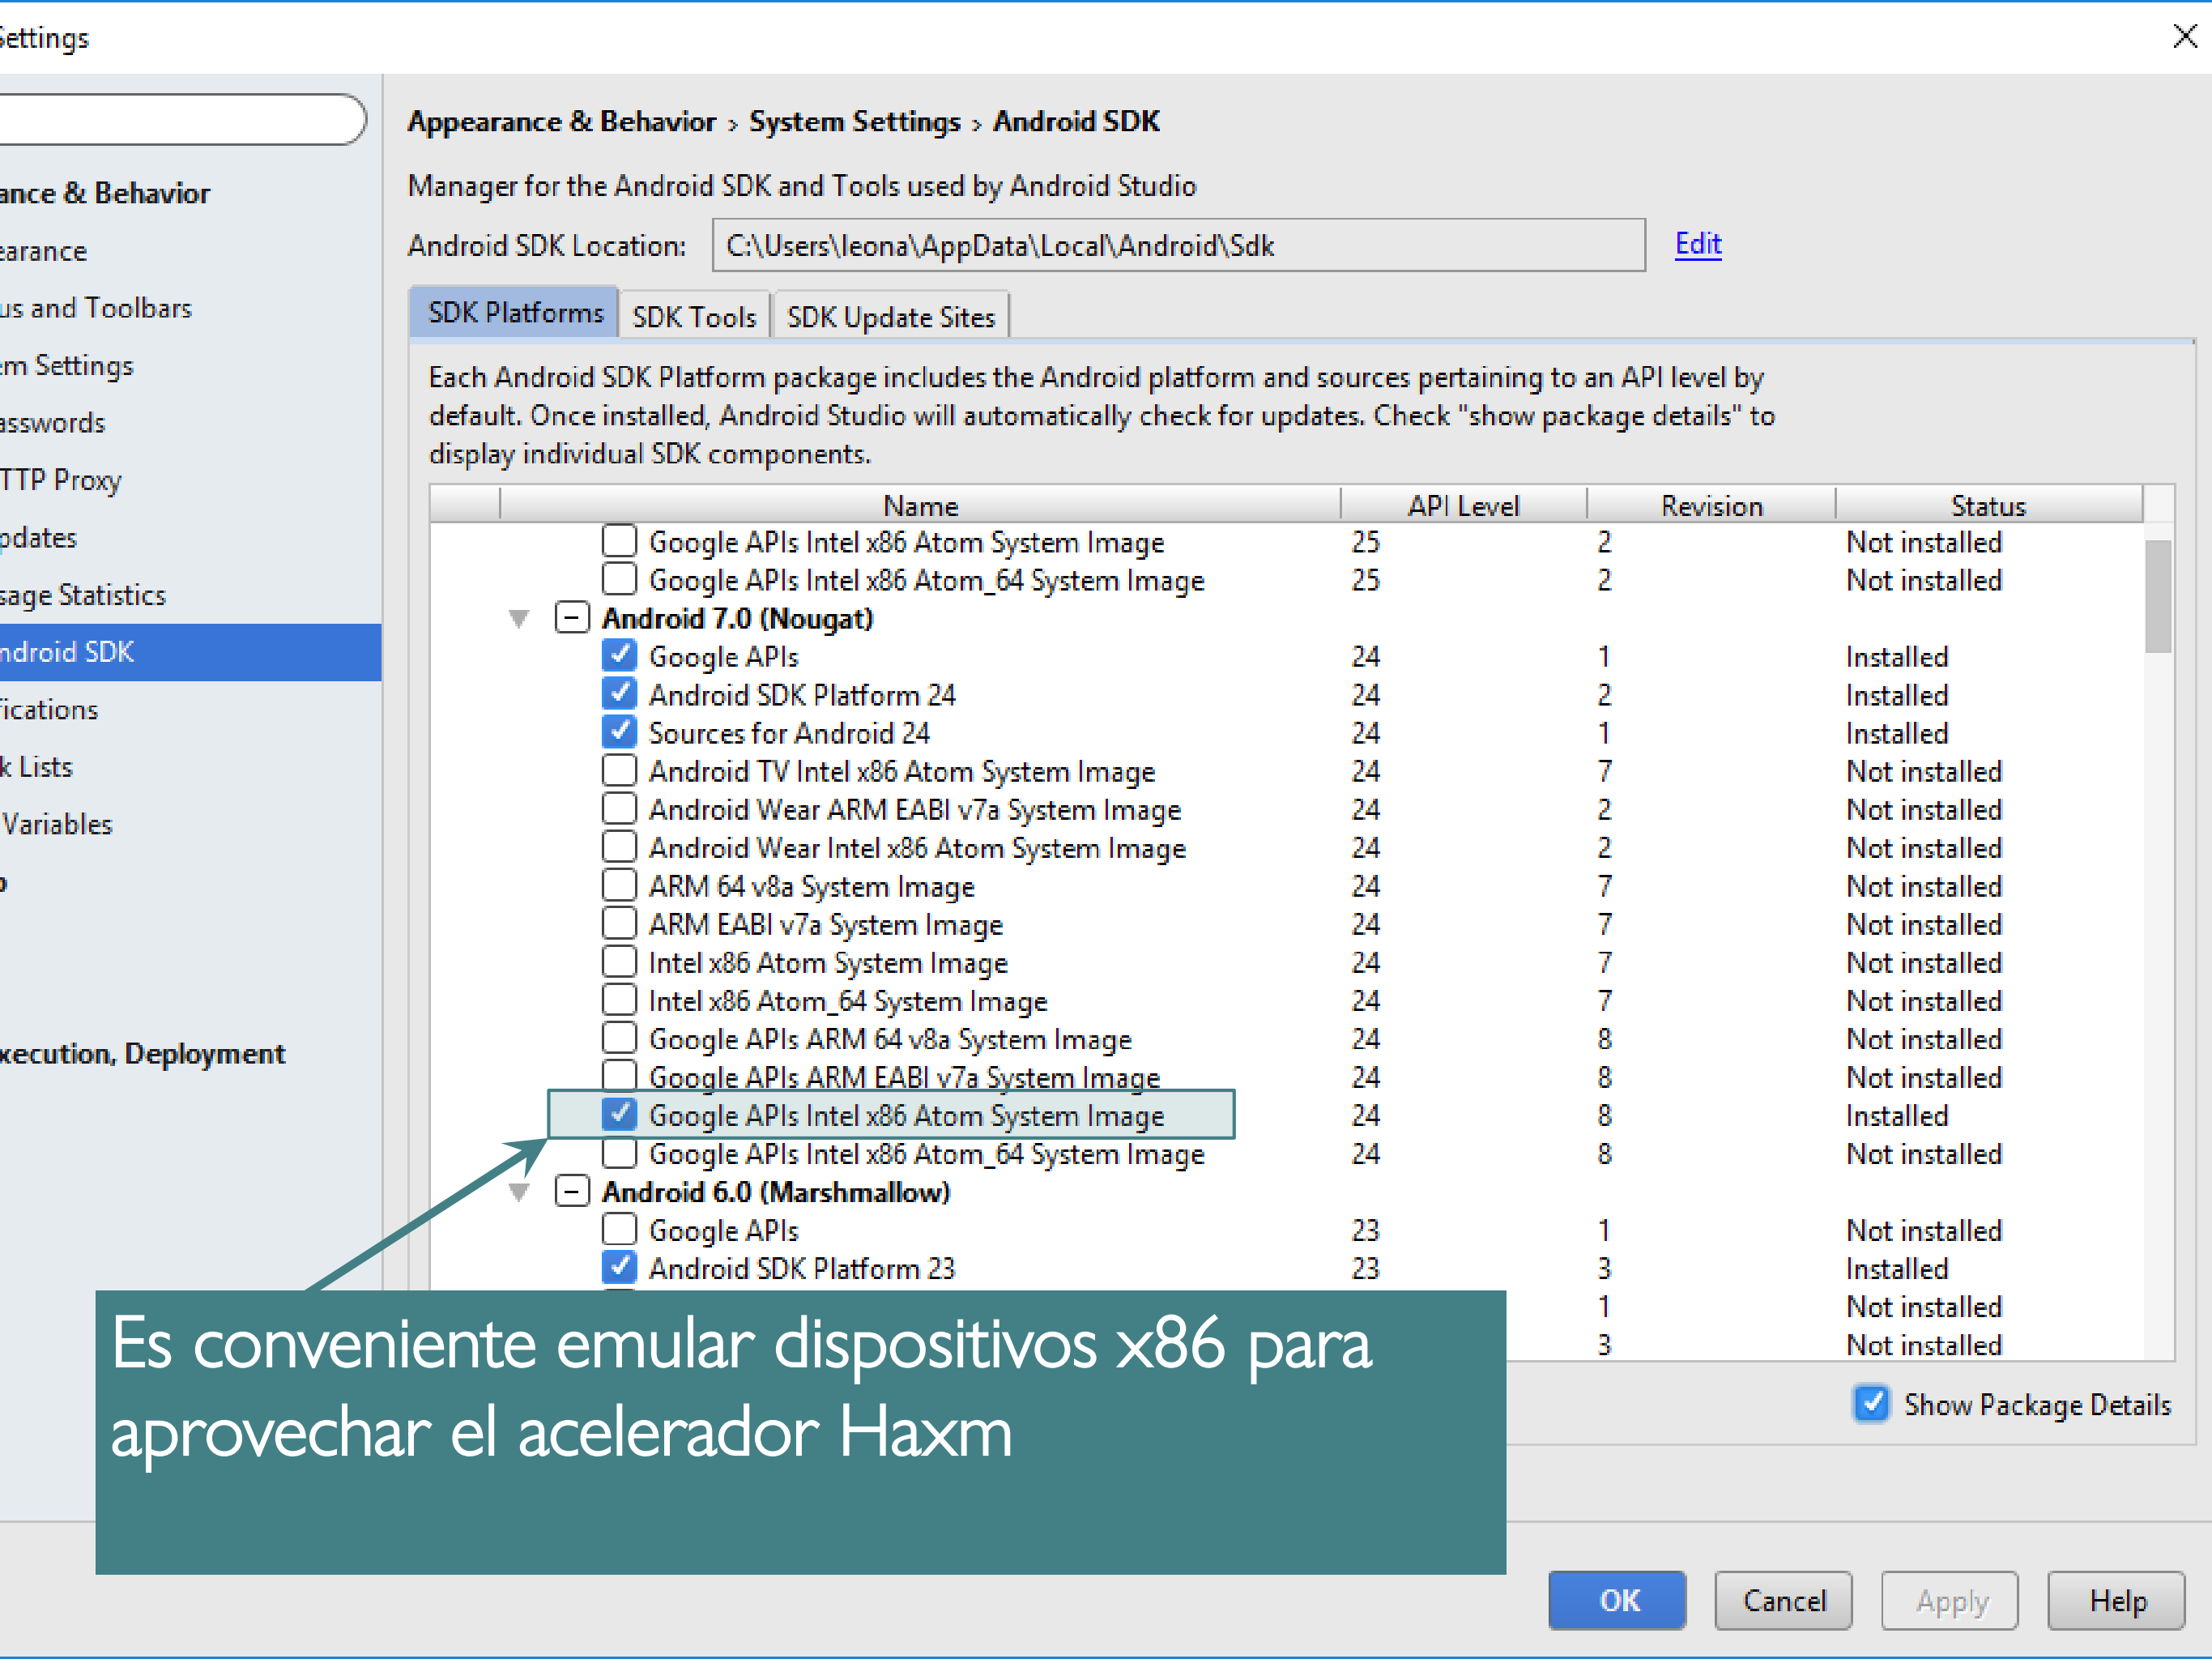 Settings
Appearance & Behavior › System Settings › Android SDK
Manager for the Android SDK and Tools used by Android Studio
Android SDK Location: C:\Users\leona\AppData\Local\Android\Sdk Edit
ance & Behavior
earance
us and Toolbars
em Settings
asswords
TTP Proxy
pdates
sage Statistics
ndroid SDK
fications
k Lists
Variables
xecution, Deployment
SDK Platforms SDK Tools SDK Update Sites
Each Android SDK Platform package includes the Android platform and sources pertaining to an API level by
default. Once installed, Android Studio will automatically check for updates. Check "show package details" to
display individual SDK components.
Name API Level Revision Status
Google APIs Intel x86 Atom System Image 25 2 Not installed
Google APIs Intel x86 Atom_64 System Image 25 2 Not installed
Android 7.0 (Nougat)
Google APIs 24 1 Installed
Android SDK Platform 24 24 2 Installed
Sources for Android 24 24 1 Installed
Android TV Intel x86 Atom System Image 24 7 Not installed
Android Wear ARM EABI v7a System Image 24 2 Not installed
Android Wear Intel x86 Atom System Image 24 2 Not installed
ARM 64 v8a System Image 24 7 Not installed
ARM EABI v7a System Image 24 7 Not installed
Intel x86 Atom System Image 24 7 Not installed
Intel x86 Atom_64 System Image 24 7 Not installed
Google APIs ARM 64 v8a System Image 24 8 Not installed
Google APIs ARM EABI v7a System Image 24 8 Not installed
Google APIs Intel x86 Atom System Image 24 8 Installed
Google APIs Intel x86 Atom_64 System Image 24 8 Not installed
Android 6.0 (Marshmallow)
Google APIs 23 1 Not installed
Android SDK Platform 23 23 3 Installed
1 Not installed
3 Not installed
Es conveniente emular dispositivos x86 para
aprovechar el acelerador Haxm
Show Package Details
OK Cancel Apply Help